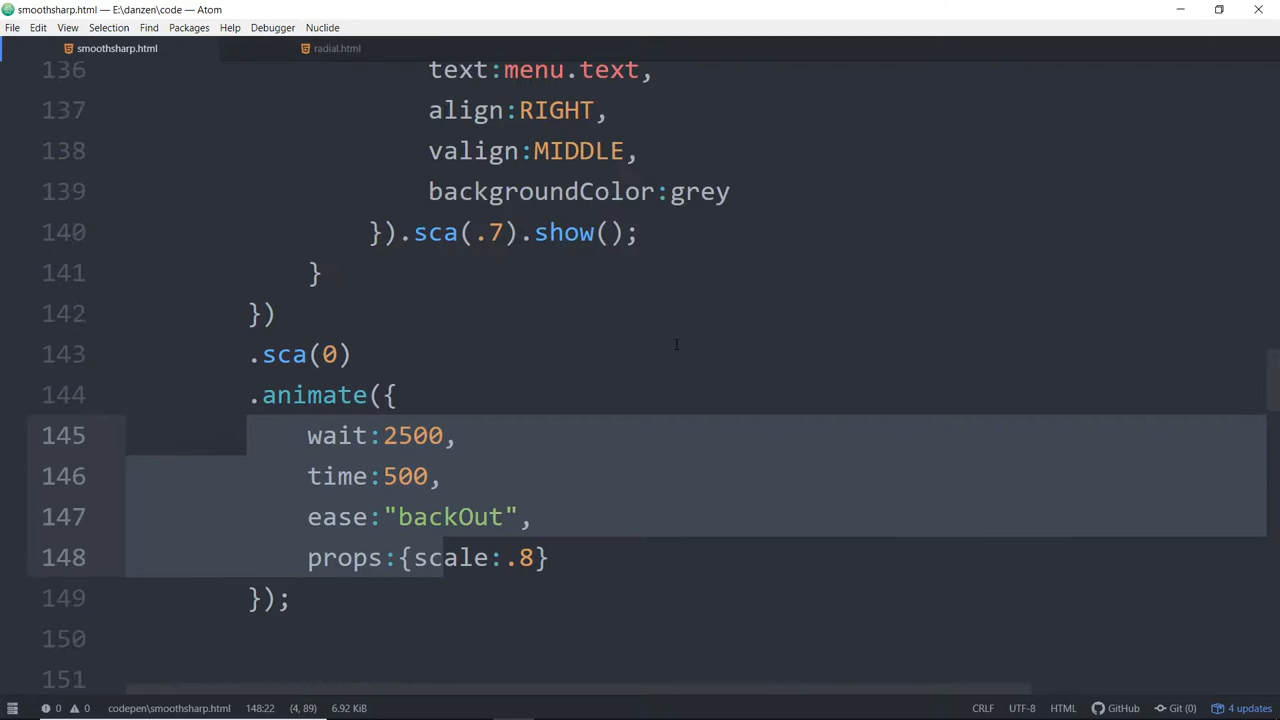 smoothsharp.html — E:\danzen\code — Atom
File Edit View Selection Find Packages Help Debugger Nuclide
smoothsharp.html radial.html
136 text:menu.text,
137 align:RIGHT,
138 valign:MIDDLE,
139 backgroundColor:grey
140 }).sca(.7).show();
141 }
142 })
143 .sca(0)
144 .animate({
145 wait:2500,
146 time:500,
147 ease:"backOut",
148 props:{scale:.8}
149 });
150
151
0 0 codepen\smoothsharp.html 148:22 (4, 89) 6.92 KiB CRLF UTF-8 HTML GitHub Git (0) 4 updates